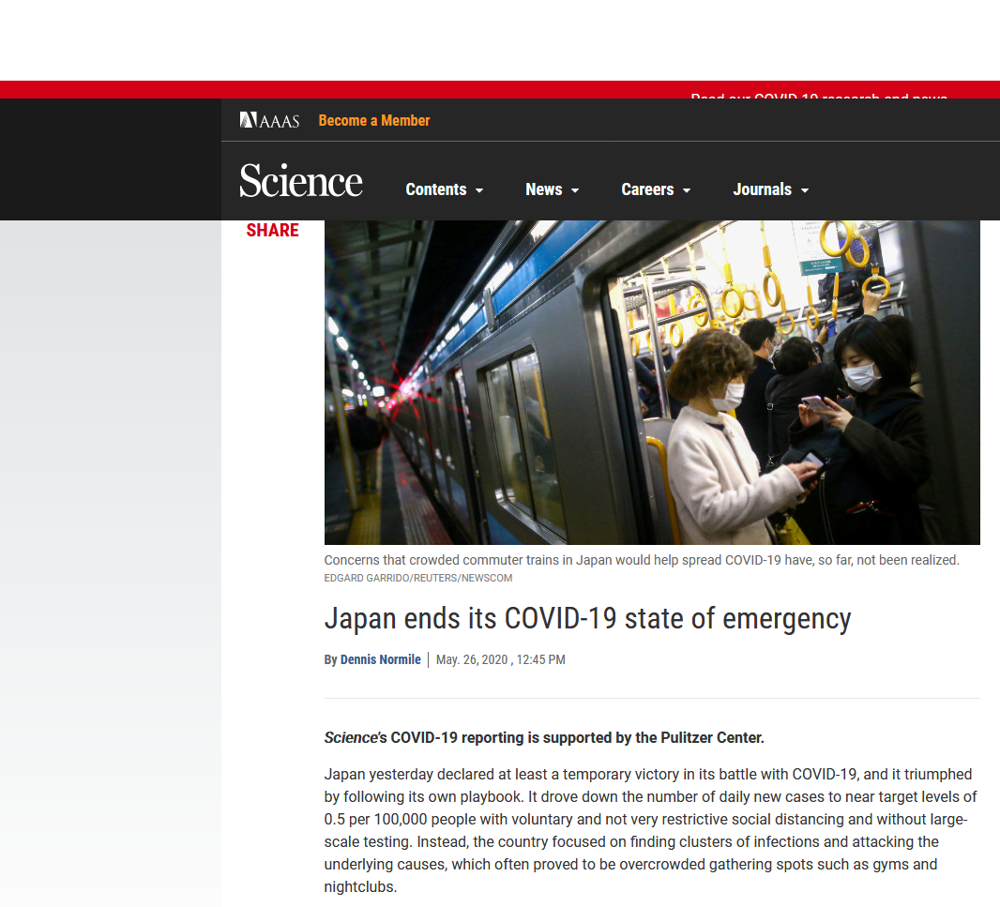 Read our COVID-19 research and news.
AAAS Become a Member
Science Contents News Careers Journals
SHARE
Concerns that crowded commuter trains in Japan would help spread COVID-19 have, so far, not been realized.
EDGARD GARRIDO/REUTERS/NEWSCOM
Japan ends its COVID-19 state of emergency
By Dennis Normile May. 26, 2020 , 12:45 PM
Science's COVID-19 reporting is supported by the Pulitzer Center.
Japan yesterday declared at least a temporary victory in its battle with COVID-19, and it triumphed
by following its own playbook. It drove down the number of daily new cases to near target levels of
0.5 per 100,000 people with voluntary and not very restrictive social distancing and without large-
scale testing. Instead, the country focused on finding clusters of infections and attacking the
underlying causes, which often proved to be overcrowded gathering spots such as gyms and
nightclubs.